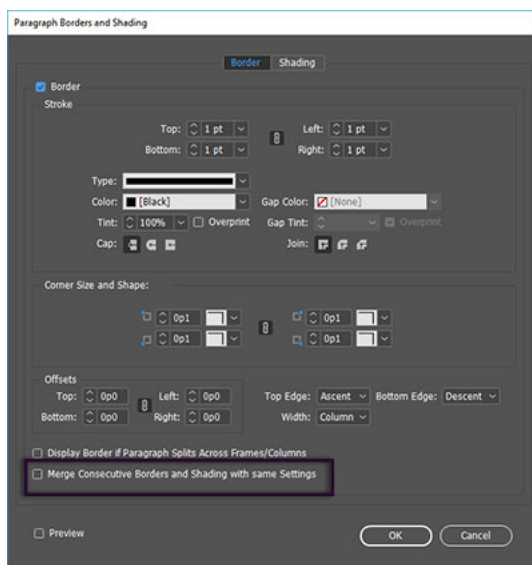 Paragraph Borders and Shading
Border Shading
Border
Stroke
Top: 1 pt Left: 1 pt
Bottom: 1 pt Right: 1 pt
Type:
Color: [Black] Gap Color: [None]
Tint: 100% Overprint Gap Tint: Overprint
Cap: Join:
Corner Size and Shape:
0p1 0p1
0p1 0p1
Offsets
Top: 0p0 Left: 0p0 Top Edge: Ascent Bottom Edge: Descent
Bottom: 0p0 Right: 0p0 Width: Column
Display Border if Paragraph Splits Across Frames/Columns
Merge Consecutive Borders and Shading with same Settings
Preview OK Cancel